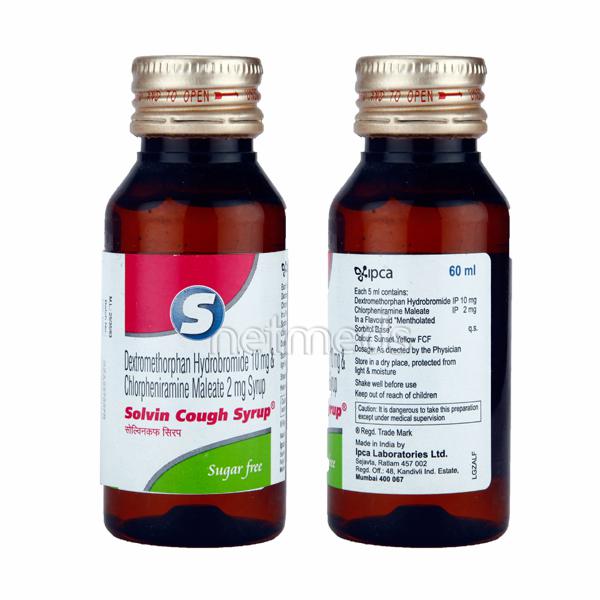 AND TO OPEN
S
Dextromethorphan Hydrobromide 10 mg &
Chlorpheniramine Maleate 2 mg Syrup
Solvin Cough Syrup®
सोल्विनकफ सिरप
Sugar free
netmeds
AND TO OPEN
ipca 60 ml
Each 5 ml contains:
Dextromethorphan Hydrobromide IP 10 mg
Chlorpheniramine Maleate IP 2 mg
In a Flavoured "Mentholated
Sorbitol Base" q.s.
Colour: Sunset Yellow FCF
Dosage: As directed by the Physician
Store in a dry place, protected from
light & moisture
Shake well before use
Keep out of reach of children
Caution: It is dangerous to take this preparation
except under medical supervision.
® Regd. Trade Mark
Made in India by
Ipca Laboratories Ltd.
Sejavta, Ratlam 457 002
Regd. Off.: 48, Kandivli Ind. Estate,
Mumbai 400 067
LGZALF